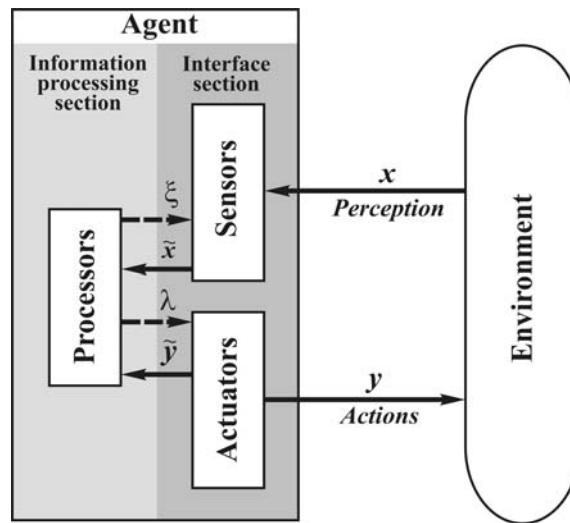 Agent
Information
processing
section
Interface
section
Sensors
ξ
x̃
Processors
λ
ỹ
Actuators
x
Perception
y
Actions
Environment